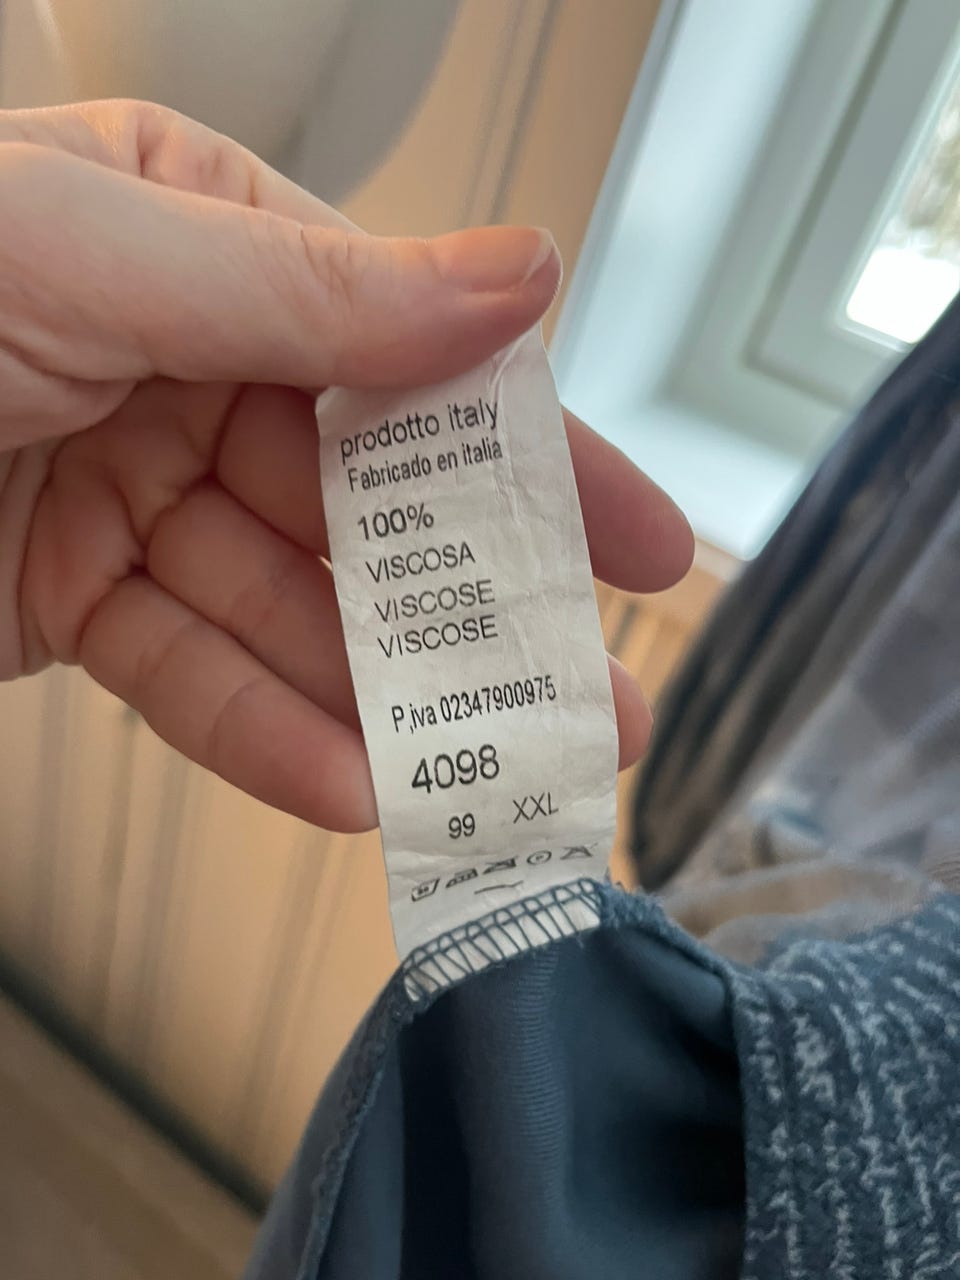 prodotto italy
Fabricado en italia
100%
VISCOSA
VISCOSE
VISCOSE
P,iva 02347900975
4098
99 XXL